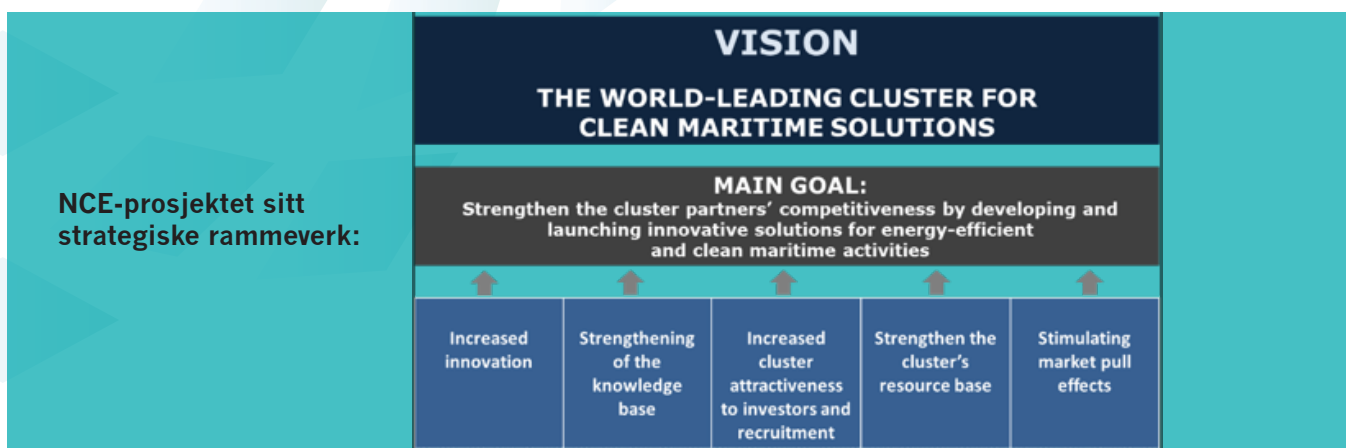 NCE-prosjektet sitt
strategiske rammeverk:
VISION
THE WORLD-LEADING CLUSTER FOR
CLEAN MARITIME SOLUTIONS
MAIN GOAL:
Strengthen the cluster partners' competitiveness by developing and
launching innovative solutions for energy-efficient
and clean maritime activities
Increased
innovation
Strengthening
of the
knowledge
base
Increased
cluster
attractiveness
to investors and
recruitment
Strengthen the
cluster's
resource base
Stimulating
market pull
effects